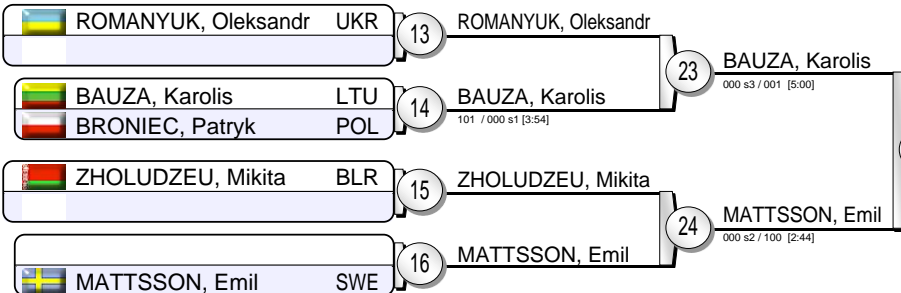 ROMANYUK, Oleksandr UKR
13
ROMANYUK, Oleksandr
23
BAUZA, Karolis
000 s3 / 001 [5:00]
BAUZA, Karolis LTU
BRONIEC, Patryk POL
14
BAUZA, Karolis
101 / 000 s1 [3:54]
ZHOLUDZEU, Mikita BLR
15
ZHOLUDZEU, Mikita
24
MATTSSON, Emil
000 s2 / 100 [2:44]
16
MATTSSON, Emil
MATTSSON, Emil SWE